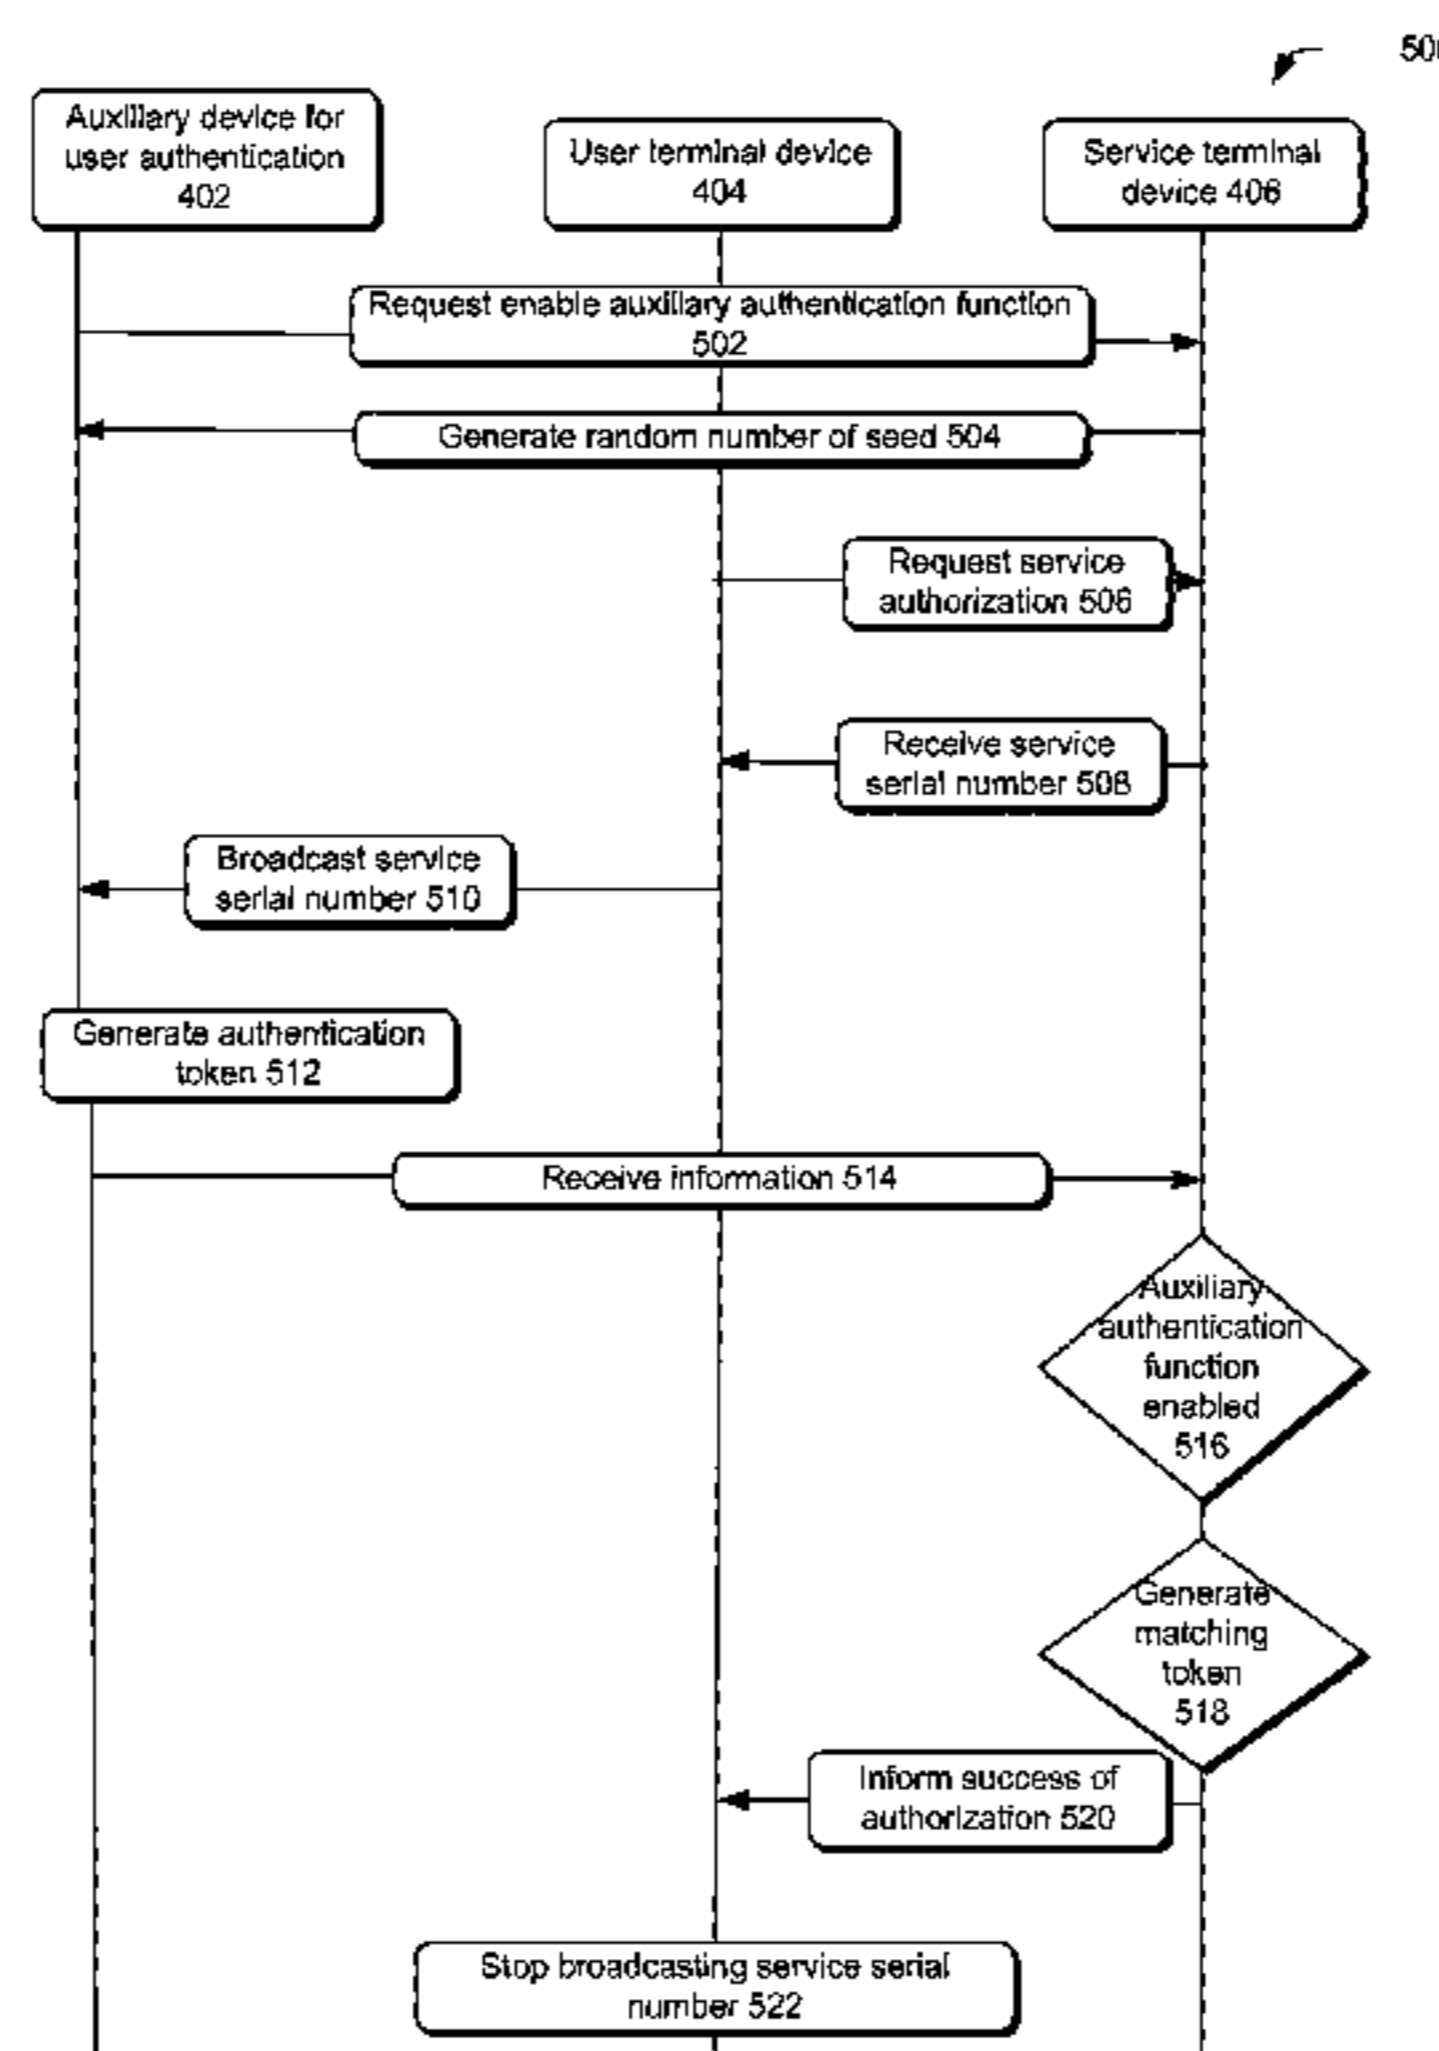 Auxiliary device for
user authentication
402
User terminal device
404
Service terminal
device 406
Request enable auxiliary authentication function
502
Generate random number of seed 504
Request service
authorization 506
Receive service
serial number 508
Broadcast service
serial number 510
Generate authentication
token 512
Receive information 514
Auxiliary
authentication
function
enabled
516
Generate
matching
token
518
Inform success of
authorization 520
Stop broadcasting service serial
number 522